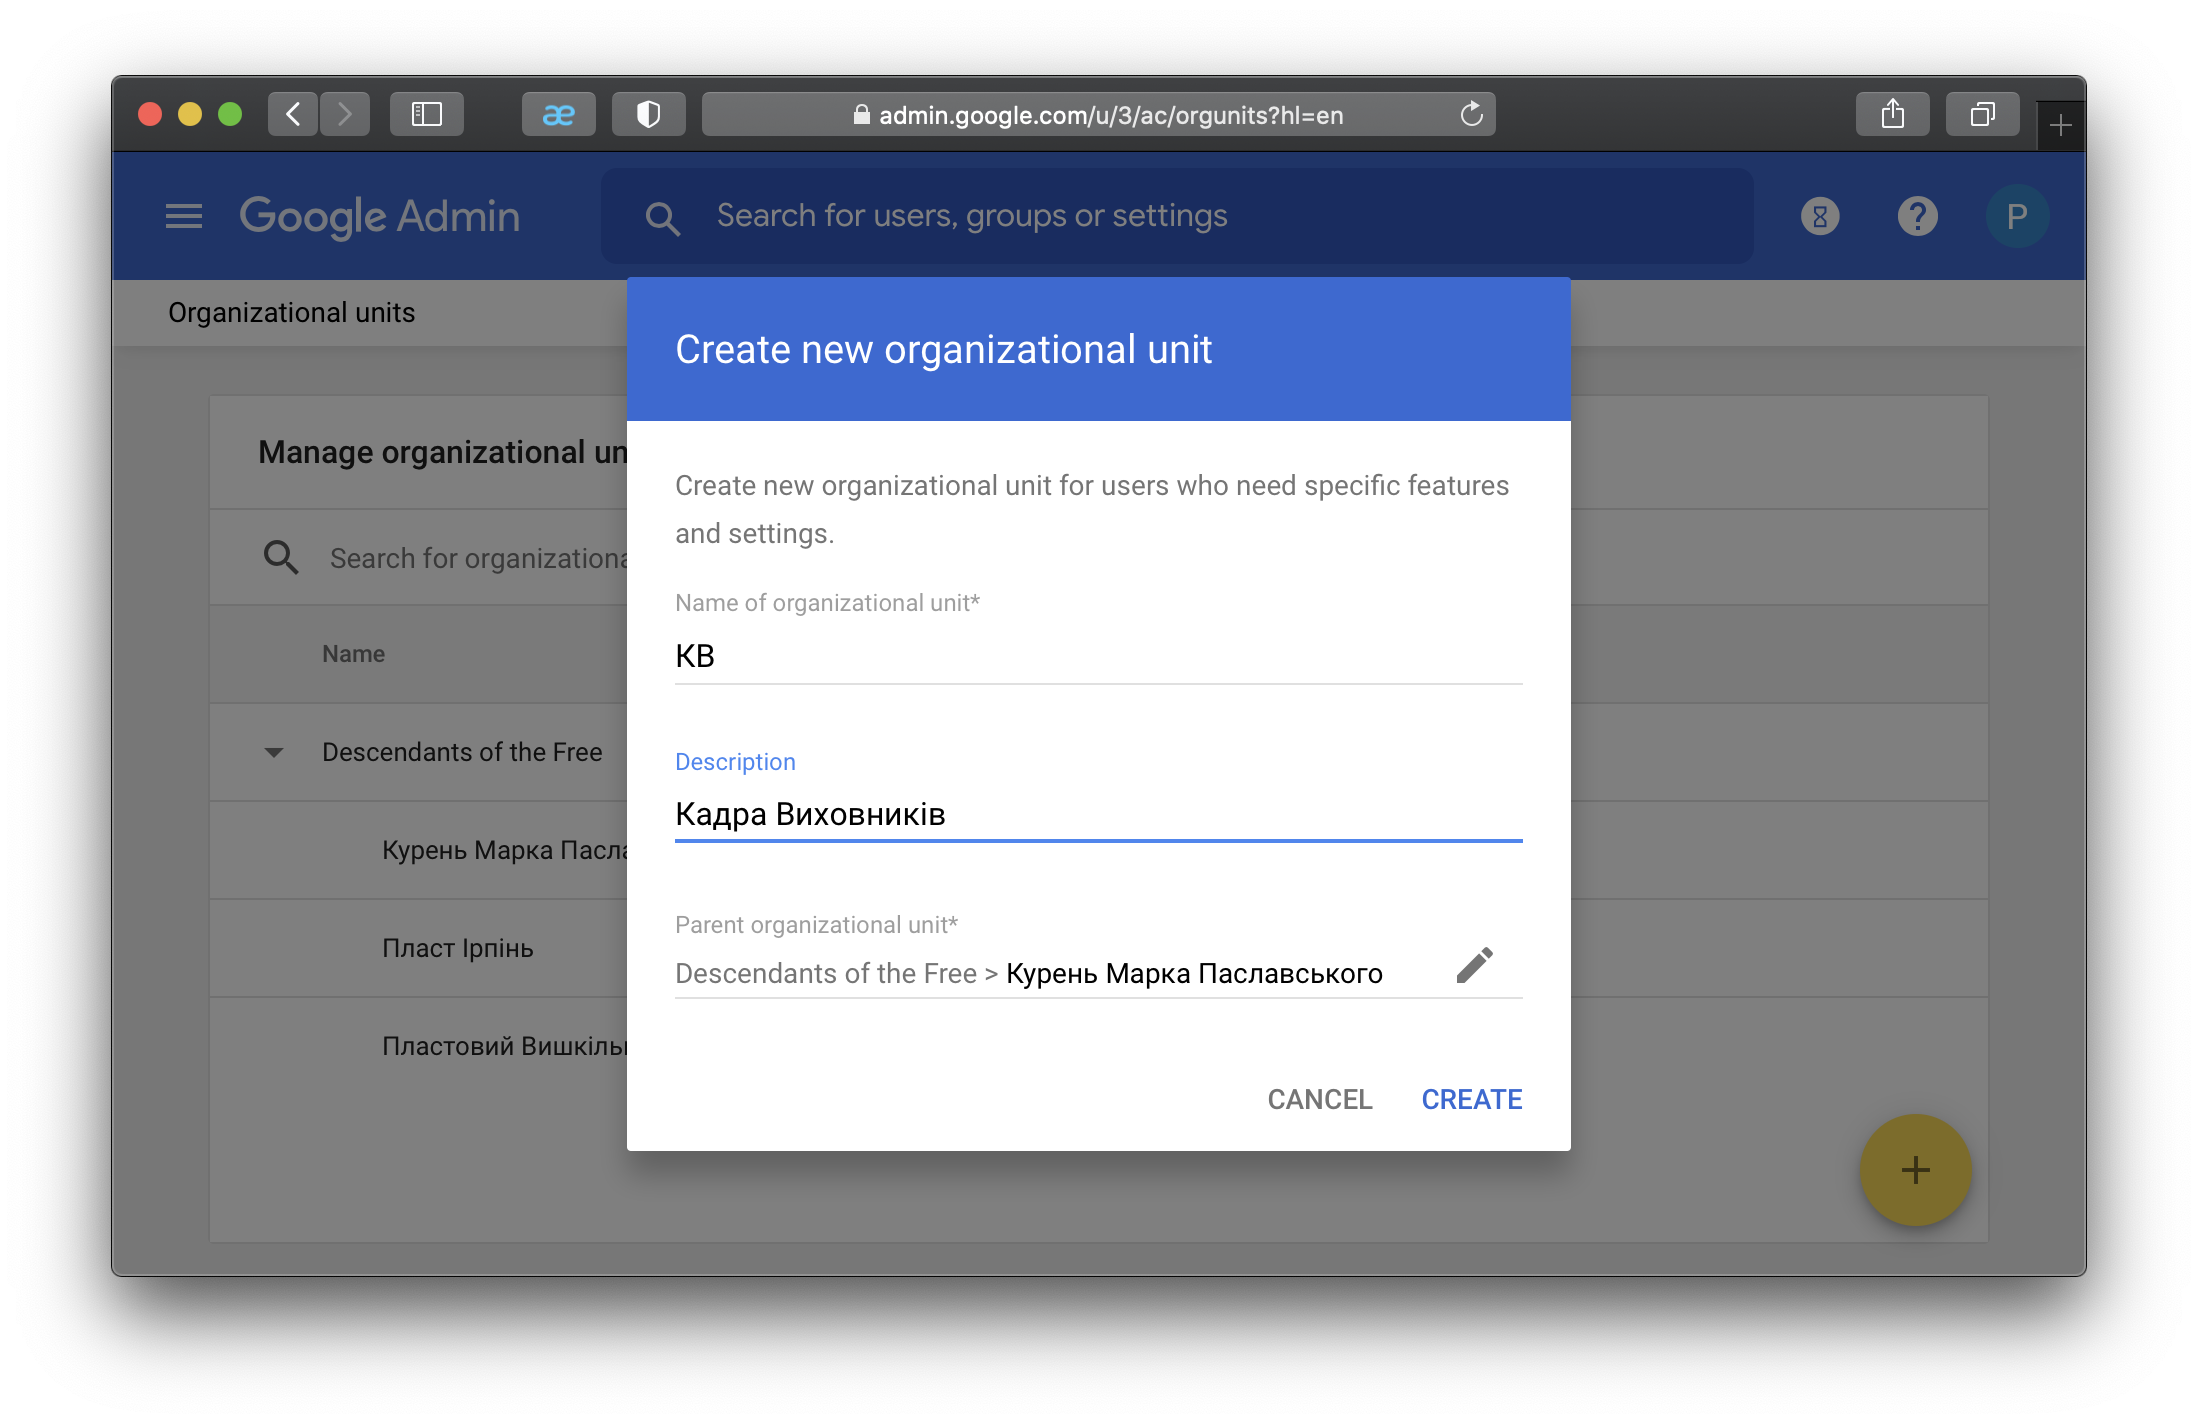 æ
admin.google.com/u/3/ac/orgunits?hl=en
Google Admin
Search for users, groups or settings
P
Organizational units
Create new organizational unit
Manage organizational un
Create new organizational unit for users who need specific features
and settings.
Search for organizationa
Name of organizational unit*
КВ
Name
Descendants of the Free
Description
Кадра Виховників
Курень Марка Пасла
Parent organizational unit*
Пласт Ірпінь
Descendants of the Free > Курень Марка Паславського
Пластовий Вишкіль
CANCEL CREATE